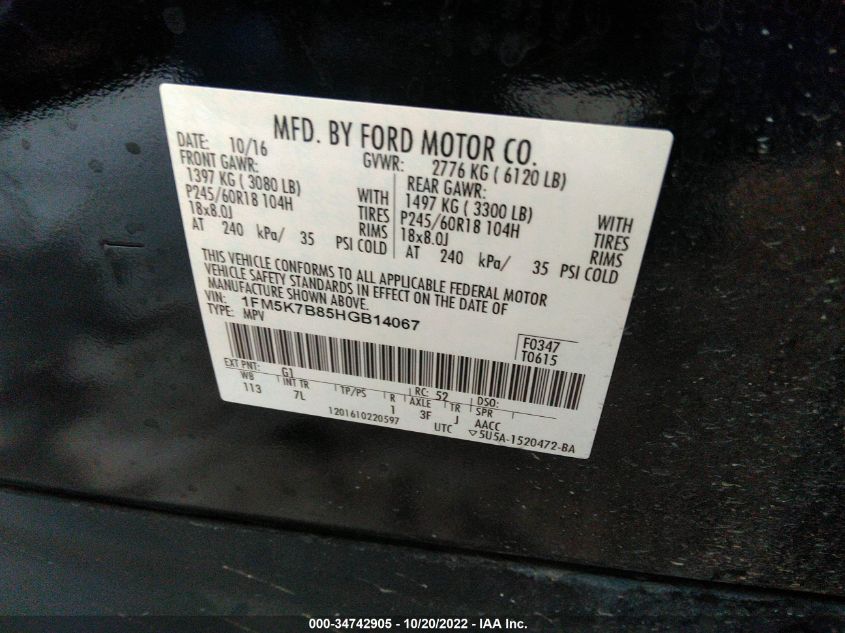 MFD. BY FORD MOTOR CO.
DATE: 10/16 GVWR: 2776 KG ( 6120 LB)
FRONT GAWR: REAR GAWR:
1397 KG ( 3080 LB) WITH 1497 KG ( 3300 LB) WITH
P245/60R18 104H TIRES P245/60R18 104H TIRES
18x8.0J RIMS 18x8.0J RIMS
AT 240 kPa/ 35 PSI COLD AT 240 kPa/ 35 PSI COLD
THIS VEHICLE CONFORMS TO ALL APPLICABLE FEDERAL MOTOR
VEHICLE SAFETY STANDARDS IN EFFECT ON THE DATE OF
MANUFACTURE SHOWN ABOVE.
VIN: 1FM5K7B85HGB14067
TYPE: MPV
F0347
T0615
EXT PNT: G1 RC: 52 DSO:
WB INT TR TP/PS R AXLE TR SPR
113 7L 1 3F J AACC
1201610220597 UTC ▽5U5A-1520472-BA
000-34742905 - 10/20/2022 - IAA Inc.